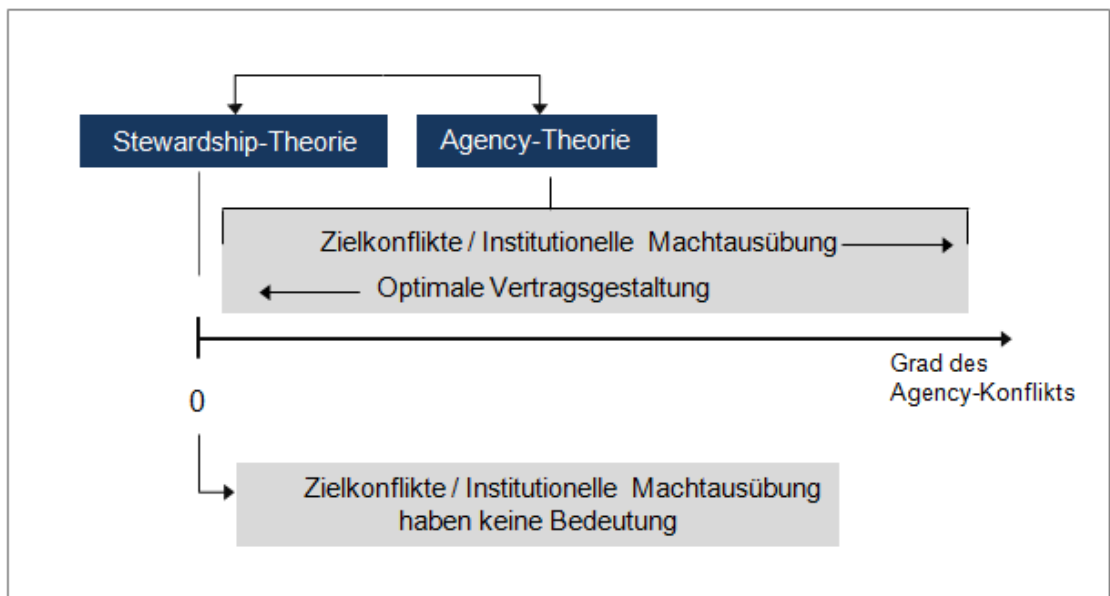 Stewardship-Theorie
Agency-Theorie
Zielkonflikte / Institutionelle Machtausübung
Optimale Vertragsgestaltung
Grad des
Agency-Konflikts
0
Zielkonflikte / Institutionelle Machtausübung
haben keine Bedeutung